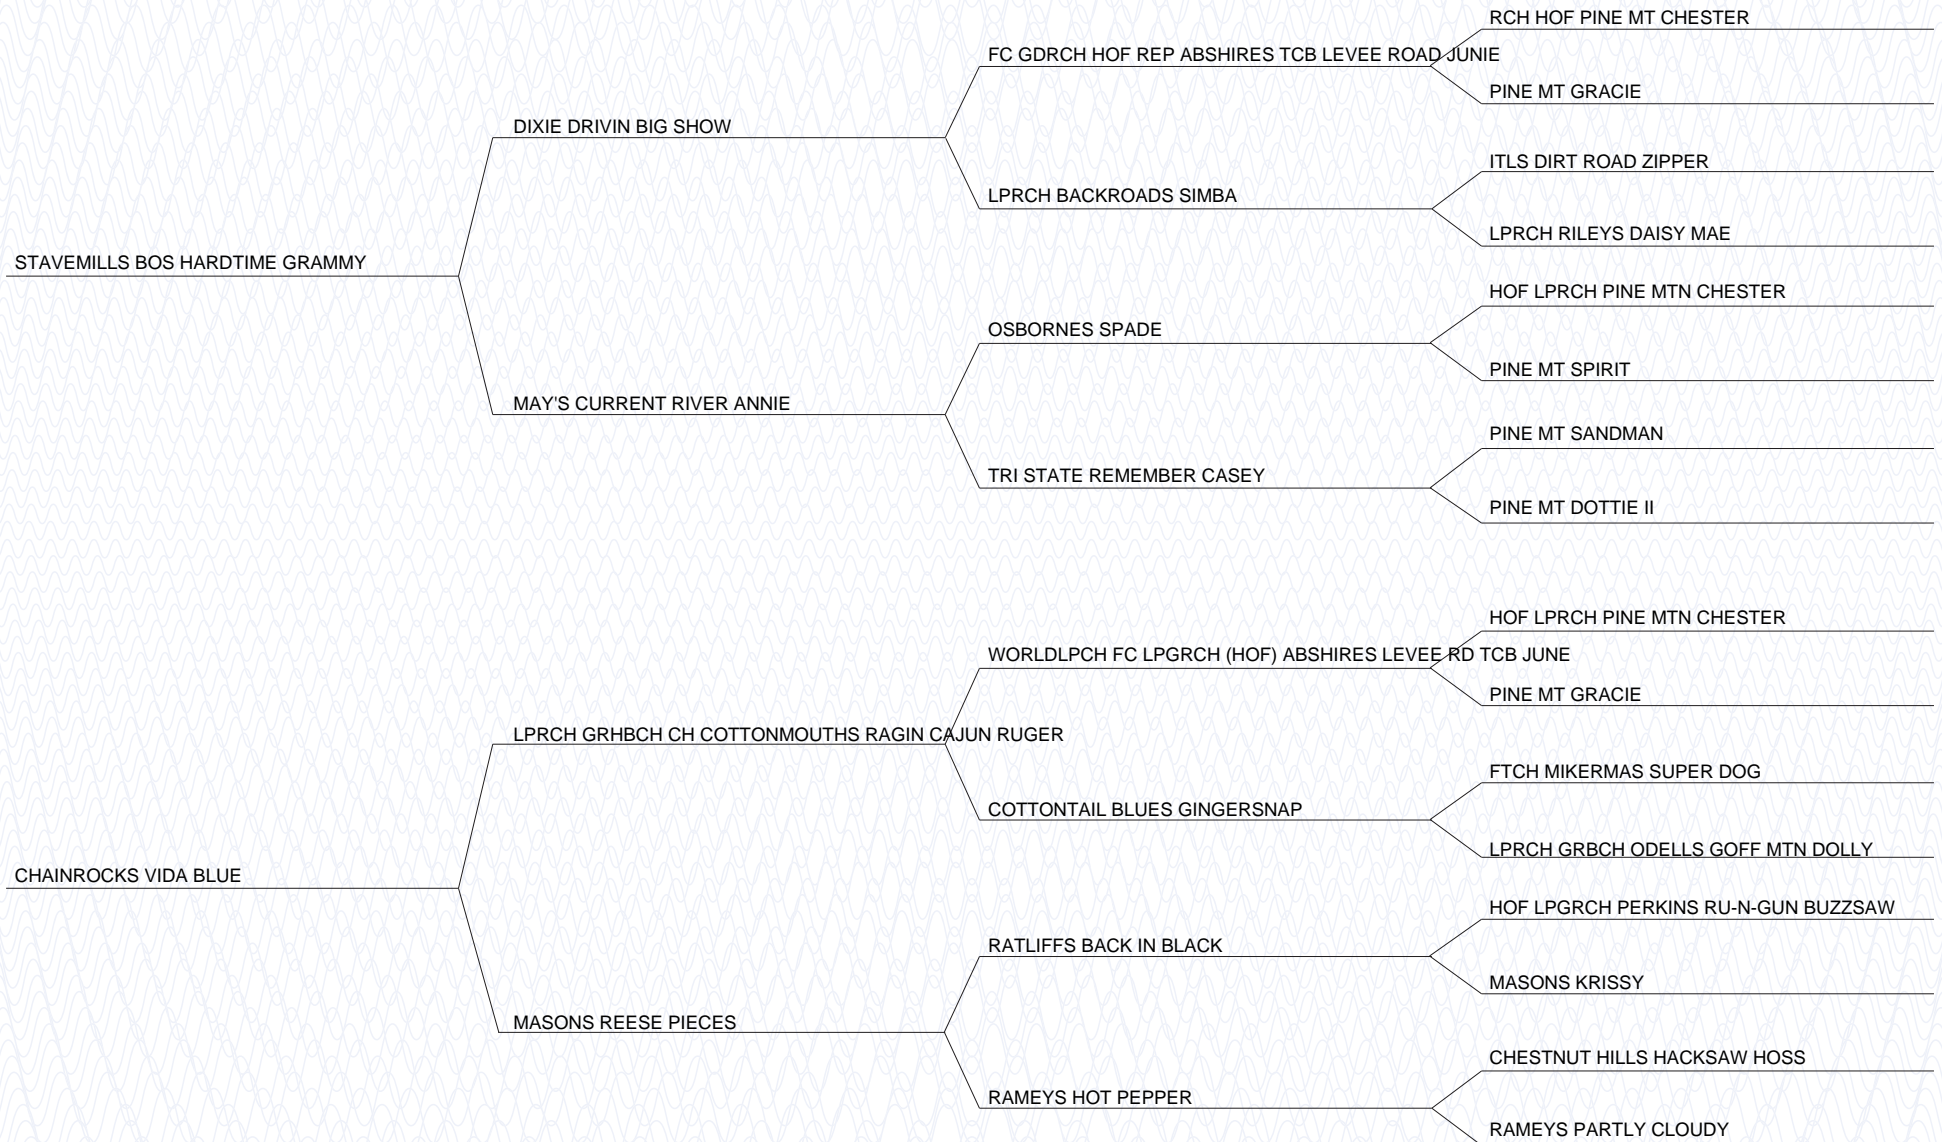 RCH HOF PINE MT CHESTER
FC GDRCH HOF REP ABSHIRES TCB LEVEE ROAD JUNIE
PINE MT GRACIE
DIXIE DRIVIN BIG SHOW
ITLS DIRT ROAD ZIPPER
LPRCH BACKROADS SIMBA
LPRCH RILEYS DAISY MAE
STAVEMILLS BOS HARDTIME GRAMMY
HOF LPRCH PINE MTN CHESTER
OSBORNES SPADE
PINE MT SPIRIT
MAY'S CURRENT RIVER ANNIE
PINE MT SANDMAN
TRI STATE REMEMBER CASEY
PINE MT DOTTIE II
HOF LPRCH PINE MTN CHESTER
WORLDLPCH FC LPGRCH (HOF) ABSHIRES LEVEE RD TCB JUNE
PINE MT GRACIE
LPRCH GRHBCH CH COTTONMOUTHS RAGIN CAJUN RUGER
FTCH MIKERMAS SUPER DOG
COTTONTAIL BLUES GINGERSNAP
LPRCH GRBCH ODELLS GOFF MTN DOLLY
CHAINROCKS VIDA BLUE
HOF LPGRCH PERKINS RU-N-GUN BUZZSAW
RATLIFFS BACK IN BLACK
MASONS KRISSY
MASONS REESE PIECES
CHESTNUT HILLS HACKSAW HOSS
RAMEYS HOT PEPPER
RAMEYS PARTLY CLOUDY